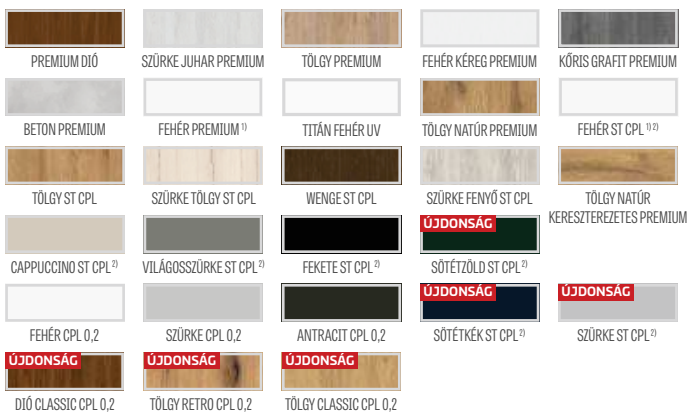 PREMIUM DIÓ
SZÜRKE JUHAR PREMIUM
TÖLGY PREMIUM
FEHÉR KÉREG PREMIUM
KŐRIS GRAFIT PREMIUM
BETON PREMIUM
FEHÉR PREMIUM 1)
TITÁN FEHÉR UV
TÖLGY NATÚR PREMIUM
FEHÉR ST CPL 1) 2)
TÖLGY ST CPL
SZÜRKE TÖLGY ST CPL
WENGE ST CPL
SZÜRKE FENYŐ ST CPL
TÖLGY NATÚR
KERESZTEREZETES PREMIUM
CAPPUCCINO ST CPL 2)
VILÁGOSSZÜRKE ST CPL 2)
FEKETE ST CPL 2)
ÚJDONSÁG
SÖTÉTZÖLD ST CPL 2)
FEHÉR CPL 0,2
SZÜRKE CPL 0,2
ANTRACIT CPL 0,2
ÚJDONSÁG
SÖTÉTKÉK ST CPL 2)
ÚJDONSÁG
SZÜRKE ST CPL 2)
ÚJDONSÁG
DIÓ CLASSIC CPL 0,2
ÚJDONSÁG
TÖLGY RETRO CPL 0,2
ÚJDONSÁG
TÖLGY CLASSIC CPL 0,2